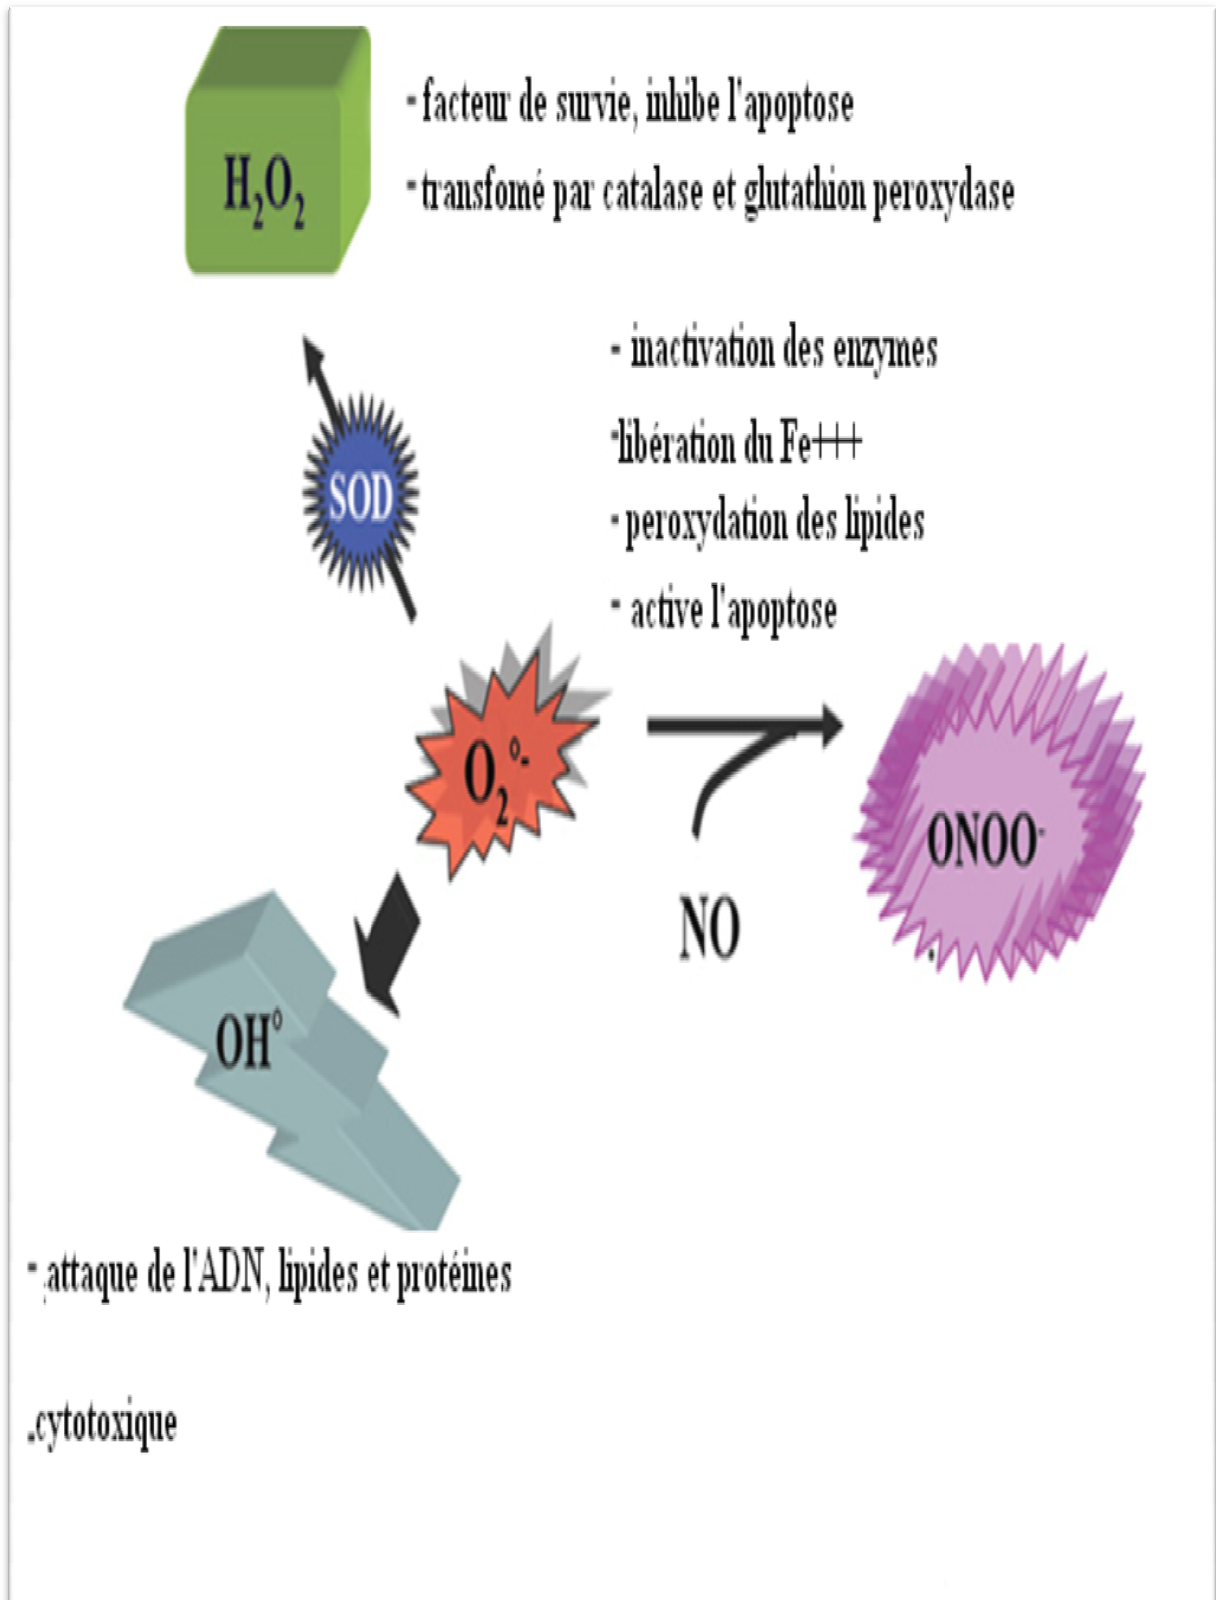 H₂O₂
- facteur de survie, inhibe l'apoptose
- transfomé par catalase et glutathion peroxydase
- inactivation des enzymes
-libération du Fe+++
- peroxydation des lipides
- active l'apoptose
SOD
O₂°-
ONOO-
NO
OH°
- attaque de l'ADN, lipides et protéines
.cytotoxique